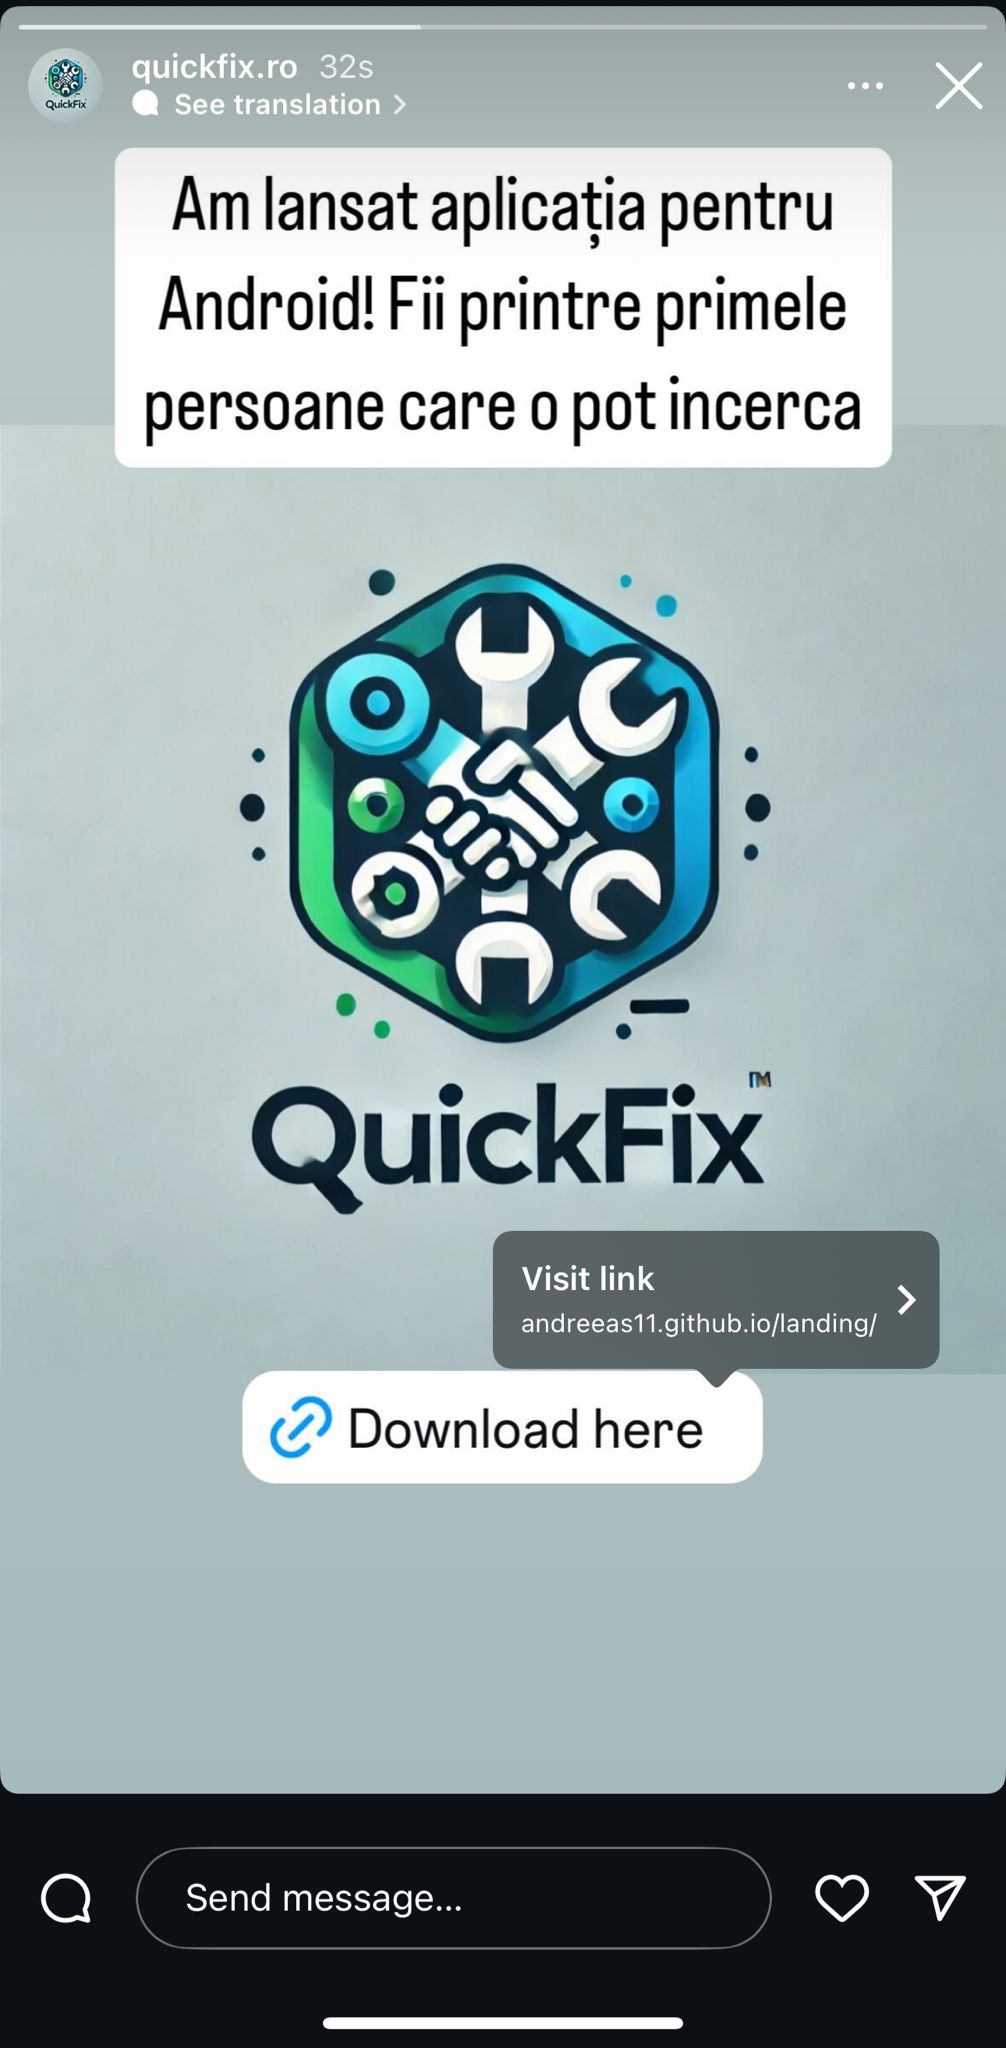 quickfix.ro 32s
See translation
QuickFix
Am lansat aplicația pentru
Android! Fii printre primele
persoane care o pot incerca
QuickFix™
Visit link
andreeas11.github.io/landing/
Download here
Send message...